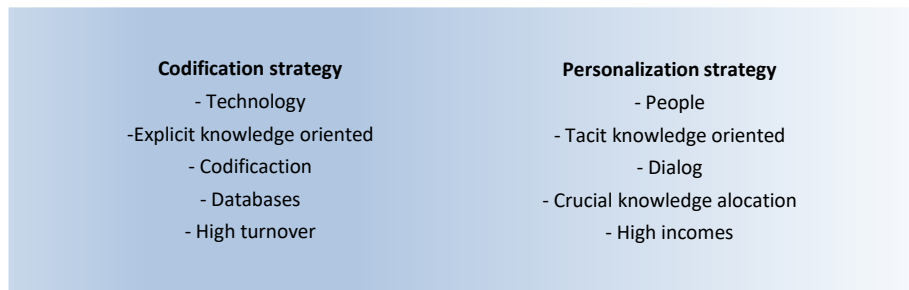 Codification strategy
- Technology
-Explicit knowledge oriented
- Codificaction
- Databases
- High turnover
Personalization strategy
- People
- Tacit knowledge oriented
- Dialog
- Crucial knowledge alocation
- High incomes